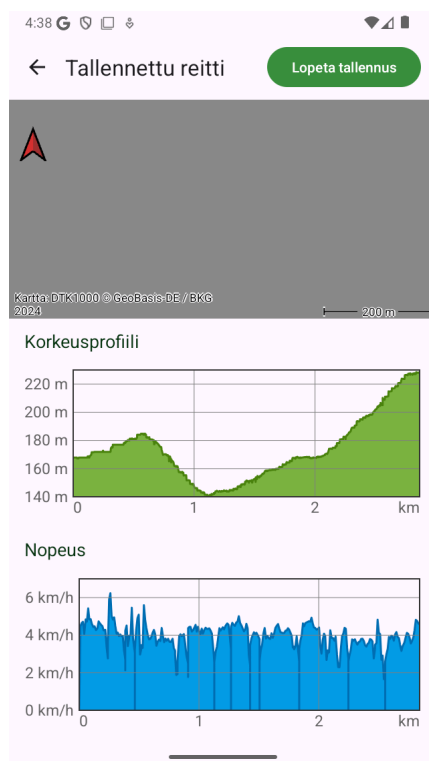 4:38
Tallennettu reitti
Lopeta tallennus
Kartta: DTK1000 © GeoBasis-DE / BKG
2024
200 m
Korkeusprofiili
220 m
200 m
180 m
160 m
140 m
0 1 2 km
Nopeus
6 km/h
4 km/h
2 km/h
0 km/h
0 1 2 km